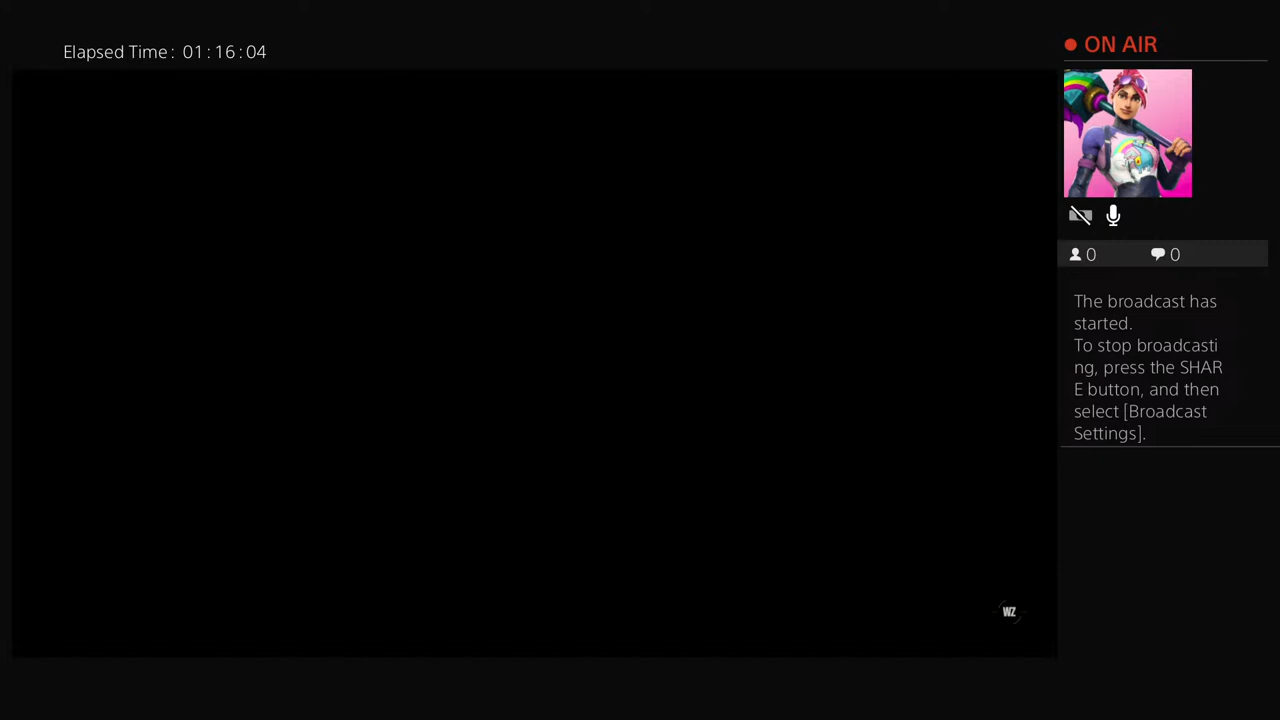 Elapsed Time: 01:16:04
ON AIR
0
0
The broadcast has
started.
To stop broadcasti
ng, press the SHAR
E button, and then
select [Broadcast
Settings].
WZ